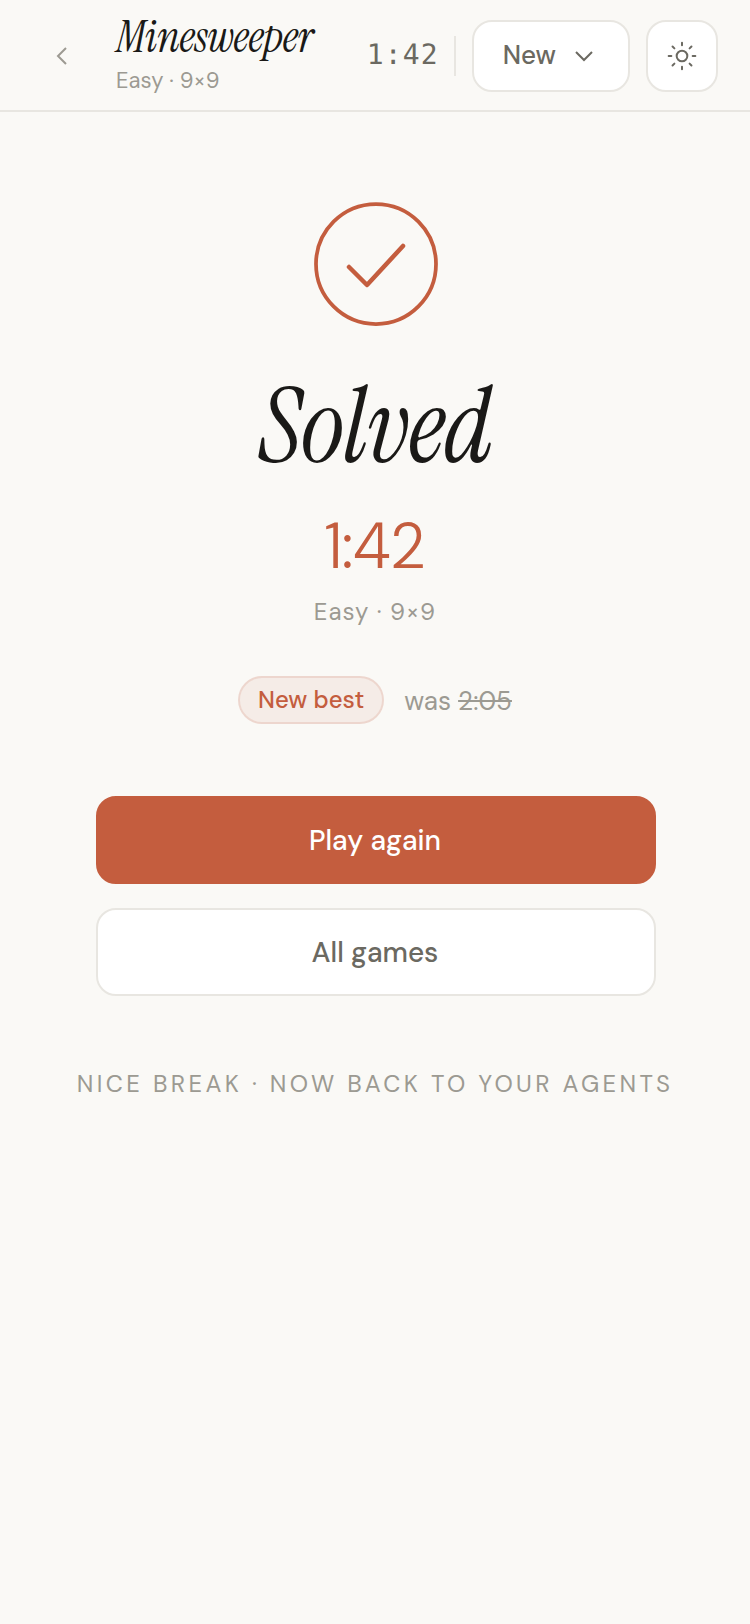 Minesweeper
Easy · 9×9
1:42
New
Solved
1:42
Easy · 9×9
New best was 2:05
Play again
All games
NICE BREAK · NOW BACK TO YOUR AGENTS